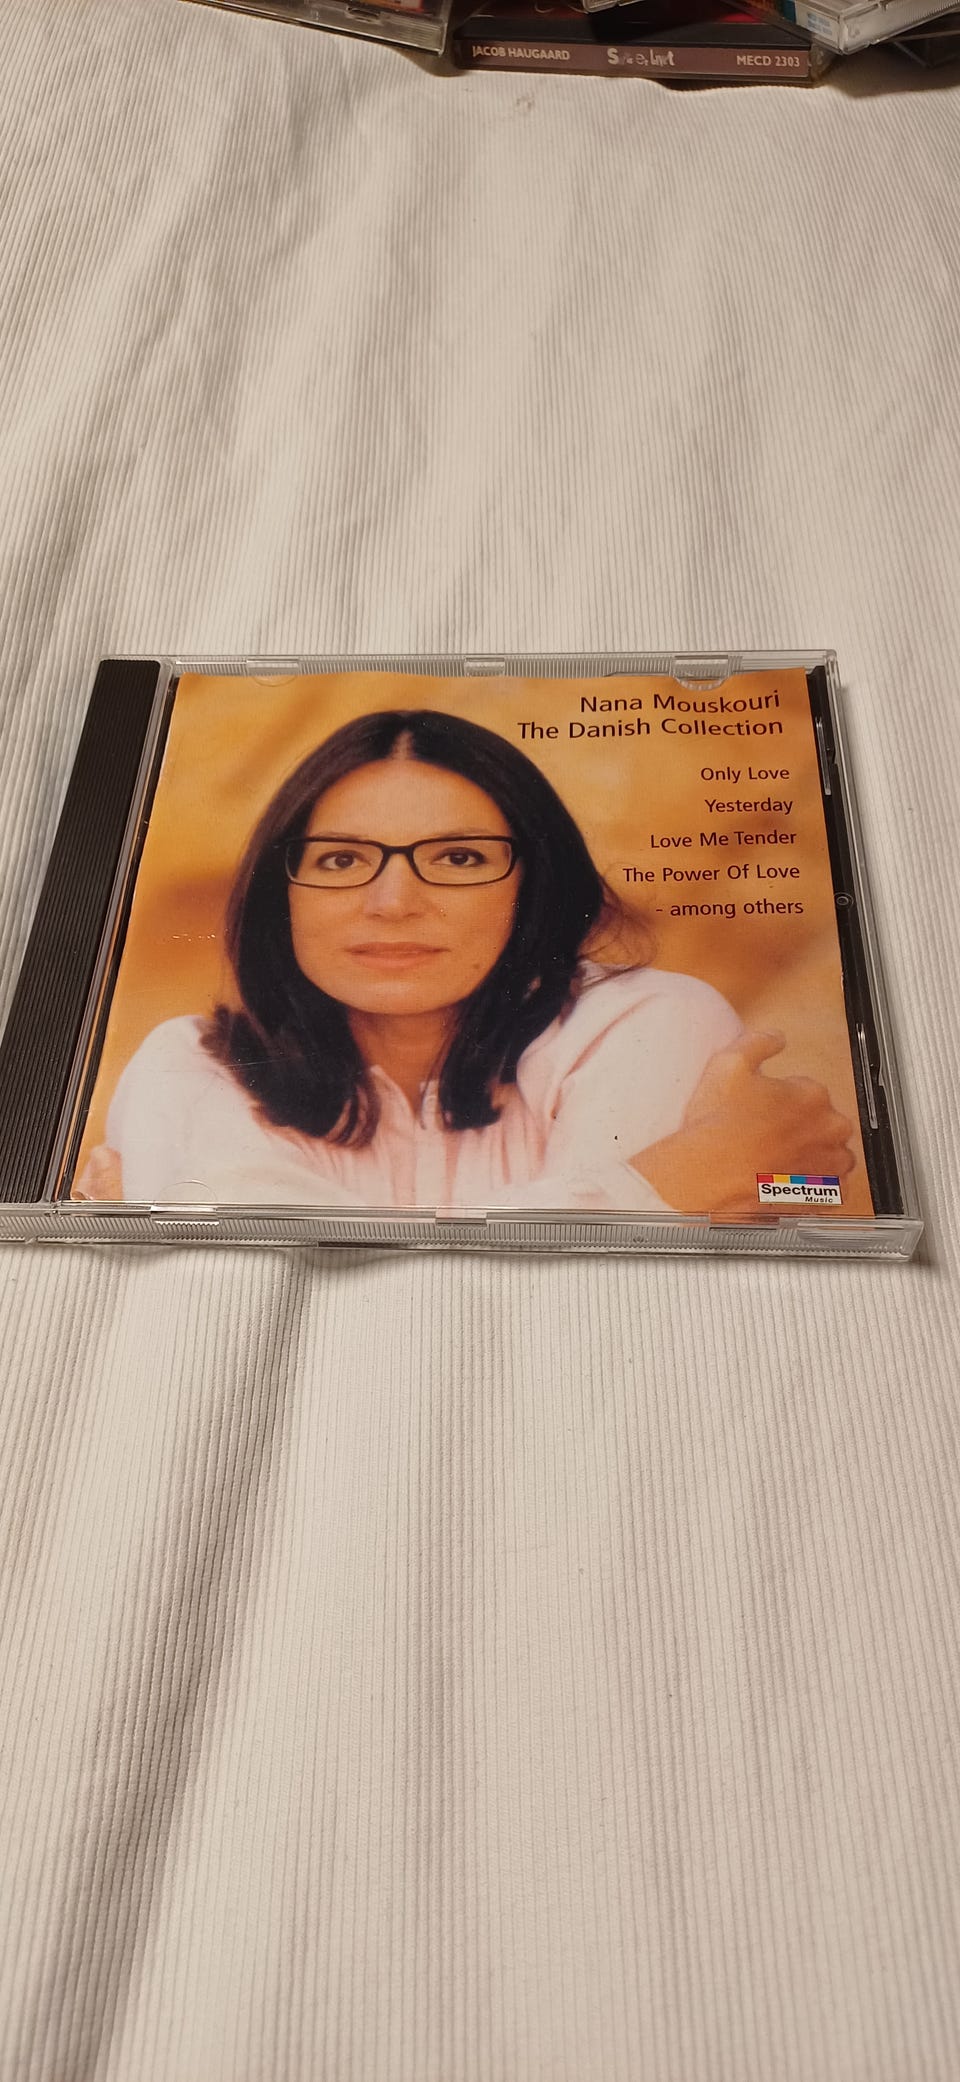 JACOB HAUGAARD
MECD 2303
Nana Mouskouri
The Danish Collection
Only Love
Yesterday
Love Me Tender
The Power Of Love
- among others
Spectrum
Music